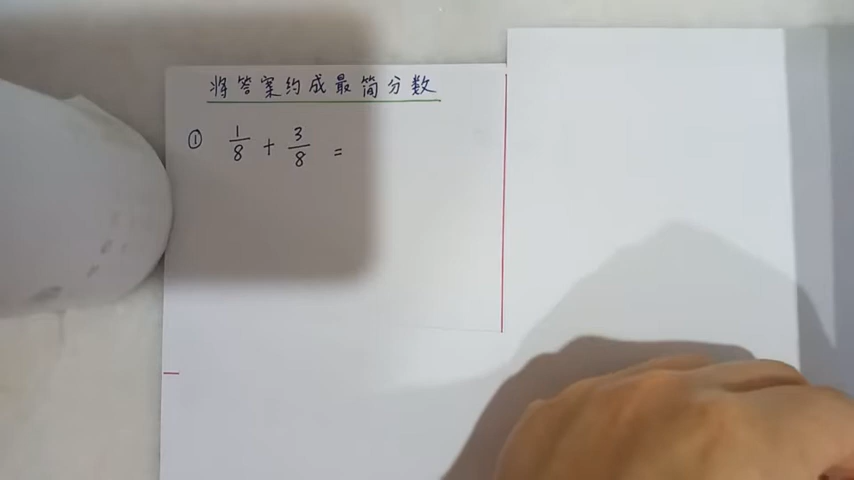 将答案约成最简分数
① 1/8 + 3/8 =